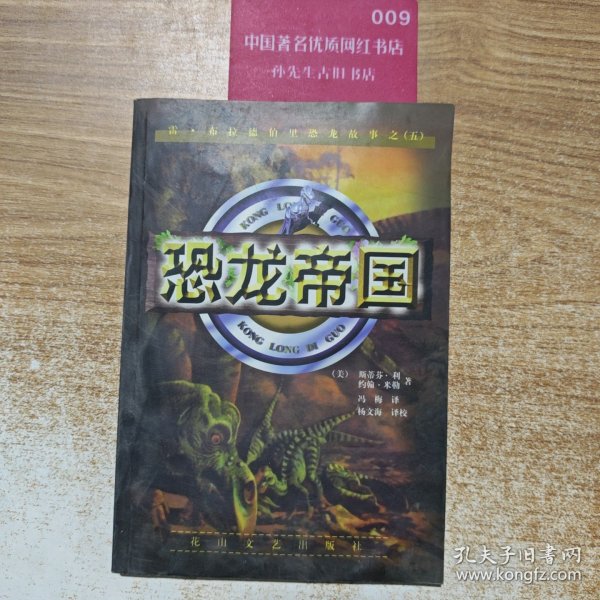 009
中国著名优质网红书店
孙先生古旧书店
雷·布拉德伯里恐龙故事之(五)
KONG LONG DI GUO
恐龙帝国
KONG LONG DI GUO
(美) 斯蒂芬·利
约翰·米勒 著
冯梅 译
杨文海 译校
花山文艺出版社
孔夫子旧书网
www.kongfz.com